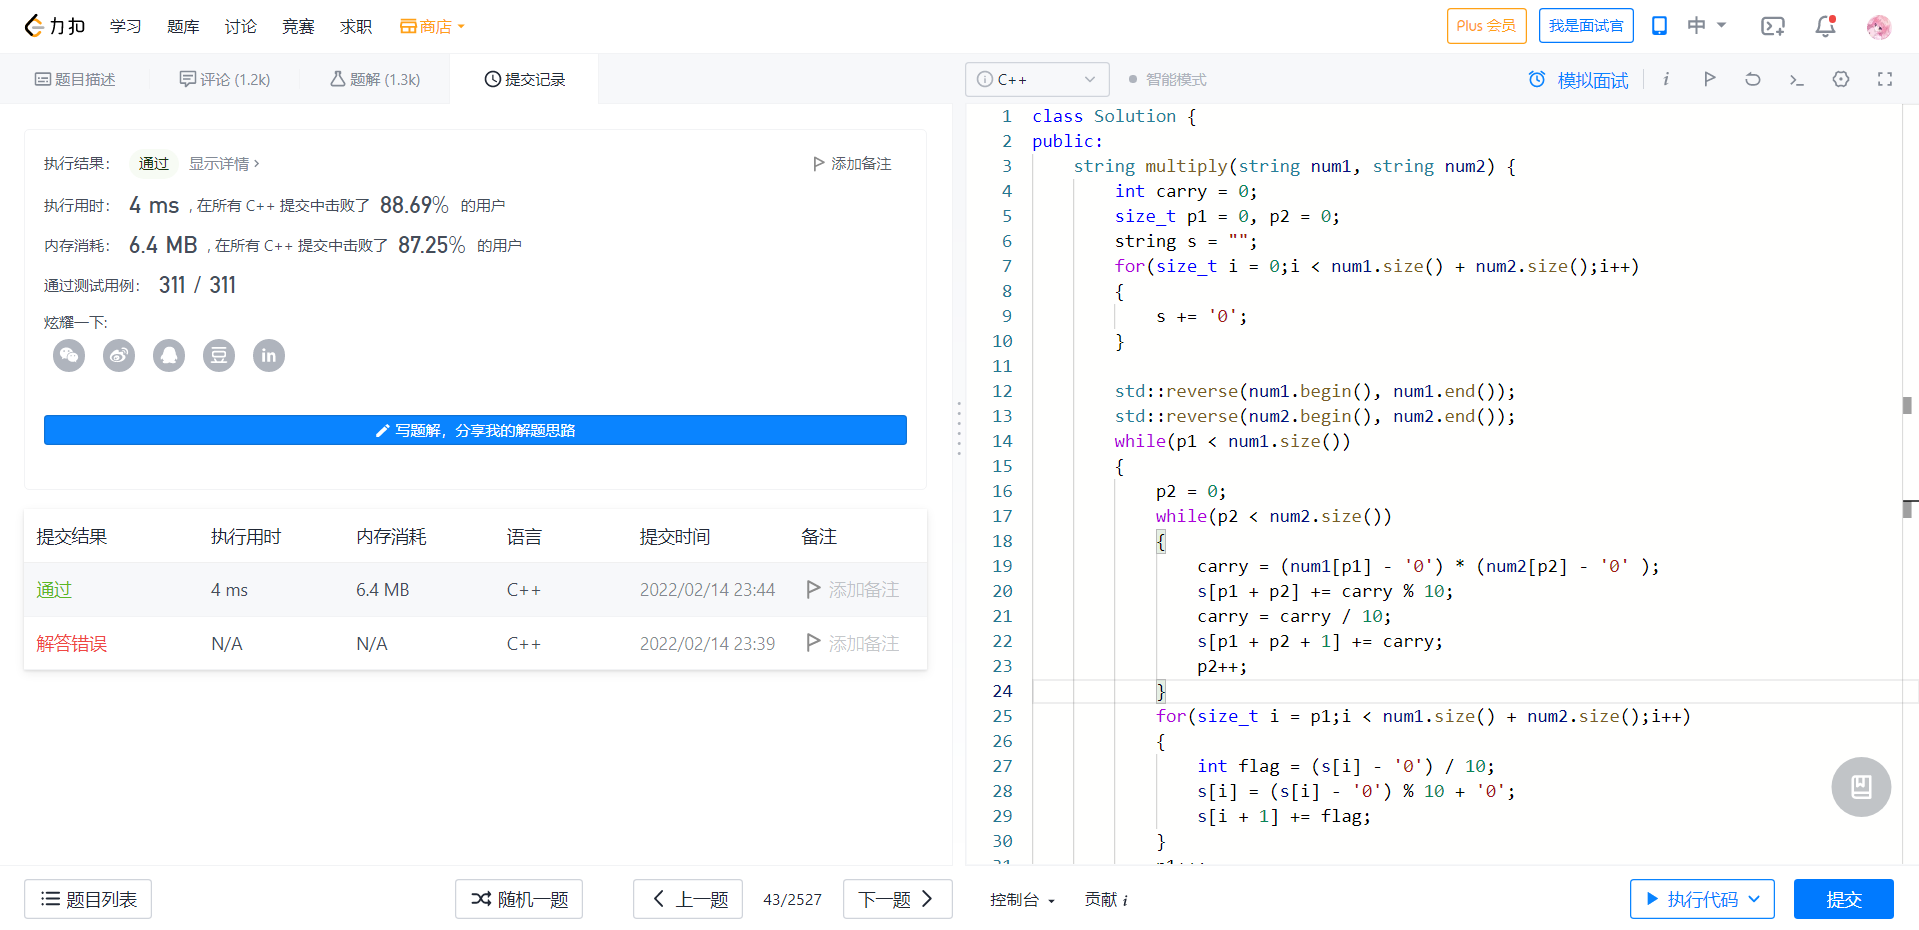 力扣 学习 题库 讨论 竞赛 求职 商店 Plus 会员 我是面试官 中
题目描述 评论 (1.2k) 题解 (1.3k) 提交记录
执行结果： 通过 显示详情 › 添加备注
执行用时： 4 ms , 在所有 C++ 提交中击败了 88.69% 的用户
内存消耗： 6.4 MB , 在所有 C++ 提交中击败了 87.25% 的用户
通过测试用例： 311 / 311
炫耀一下:
豆 in
写题解，分享我的解题思路
提交结果 执行用时 内存消耗 语言 提交时间 备注
通过 4 ms 6.4 MB C++ 2022/02/14 23:44 添加备注
解答错误 N/A N/A C++ 2022/02/14 23:39 添加备注
题目列表 随机一题 上一题 43/2527 下一题
i C++ 智能模式 模拟面试 i
1 class Solution {
2 public:
3     string multiply(string num1, string num2) {
4         int carry = 0;
5         size_t p1 = 0, p2 = 0;
6         string s = "";
7         for(size_t i = 0;i < num1.size() + num2.size();i++)
8         {
9             s += '0';
10         }
11
12         std::reverse(num1.begin(), num1.end());
13         std::reverse(num2.begin(), num2.end());
14         while(p1 < num1.size())
15         {
16             p2 = 0;
17             while(p2 < num2.size())
18             {
19                 carry = (num1[p1] - '0') * (num2[p2] - '0' );
20                 s[p1 + p2] += carry % 10;
21                 carry = carry / 10;
22                 s[p1 + p2 + 1] += carry;
23                 p2++;
24             }
25             for(size_t i = p1;i < num1.size() + num2.size();i++)
26             {
27                 int flag = (s[i] - '0') / 10;
28                 s[i] = (s[i] - '0') % 10 + '0';
29                 s[i + 1] += flag;
30             }
控制台 贡献 i 执行代码 提交